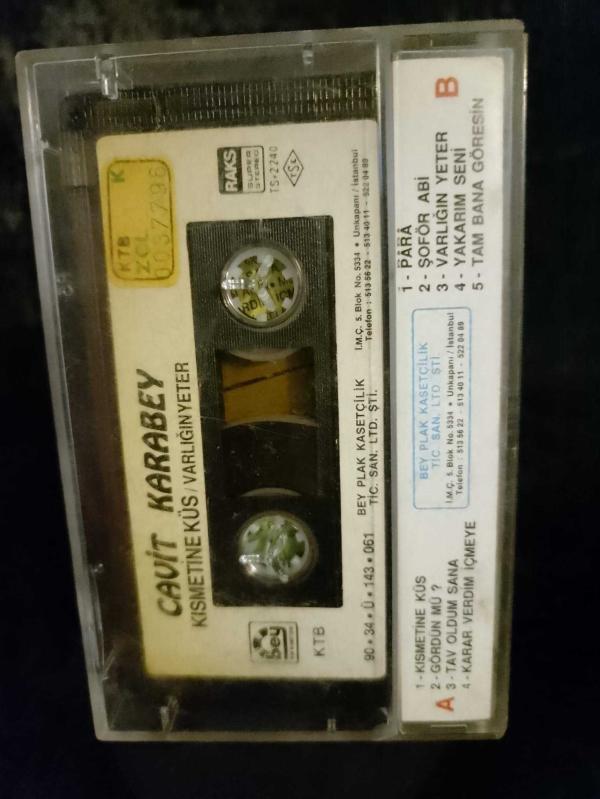 CAVİT KARABEY
KISMETİNE KÜS/VARLIĞIN YETER
KTB K
ZCL
0037796
RAKS
SUPER
STEREO
TS•2240
TSE
bey
KTB
90•34•Ü•143•061
BEY PLAK KASETÇİLİK
TİC. SAN. LTD. ŞTİ.
İ.M.Ç. 5. Blok No. 5334 • Unkapanı / İstanbul
Telefon : 513 56 22 - 513 40 11 - 522 04 89
A
1 - KISMETİNE KÜS
2 - GÖRDÜN MÜ ?
3 - TAV OLDUM SANA
4 - KARAR VERDİM İÇMEYE
BEY PLAK KASETÇİLİK
TİC. SAN. LTD ŞTİ.
İ.M.Ç. 5. Blok No. 5334 • Unkapanı / İstanbul
Telefon : 513 56 22 - 513 40 11 - 522 04 89
B
1 - PARA
2 - ŞOFÖR ABİ
3 - VARLIĞIN YETER
4 - YAKARIM SENİ
5 - TAM BANA GÖRESİN